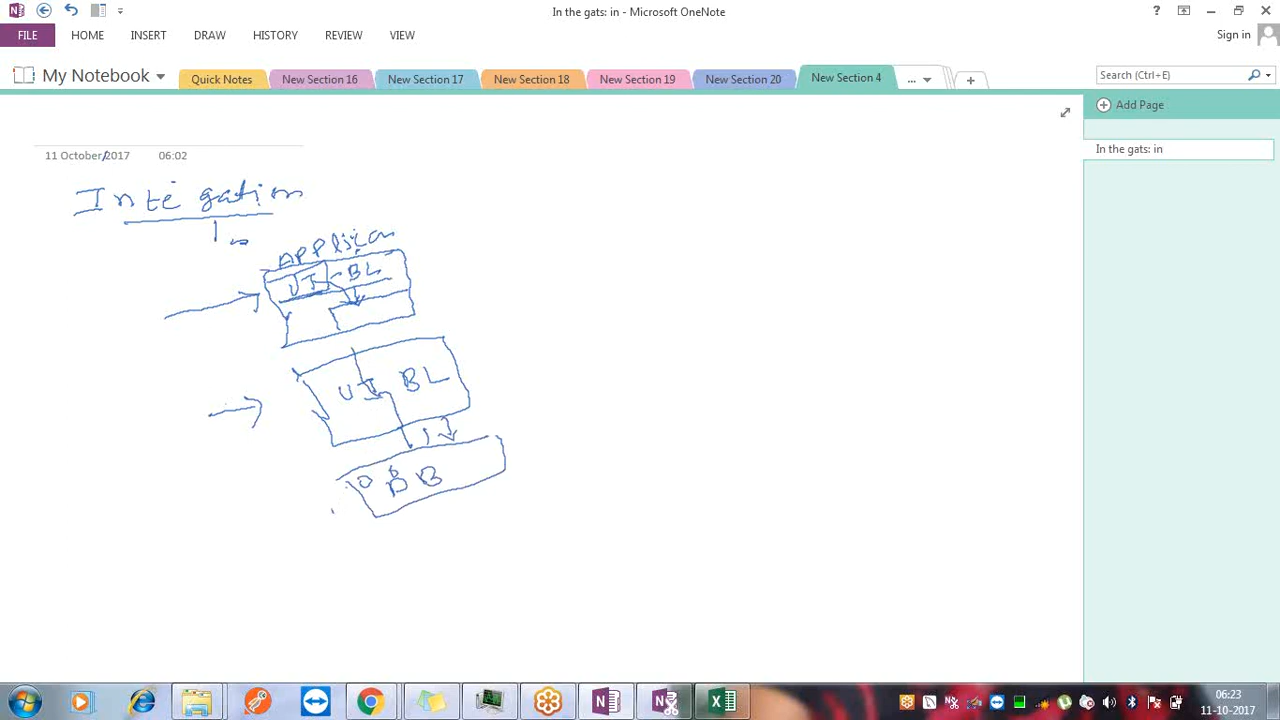 In the gats: in - Microsoft OneNote
?
FILE HOME INSERT DRAW HISTORY REVIEW VIEW
Sign in
My Notebook Quick Notes New Section 16 New Section 17 New Section 18 New Section 19 New Section 20 New Section 4 ... Search (Ctrl+E)
Add Page
In the gats: in
11 October 2017 06:02
Integation
UI BL
UI BL
DB
06:23
11-10-2017